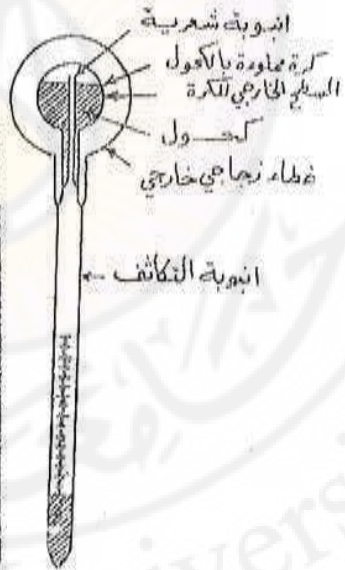 انبوبة شعرية
كرة مملوءة بالكحول
السطح الخارجي للكرة
كحول
غطاء زجاجي خارجي
انبوبة التكاثف